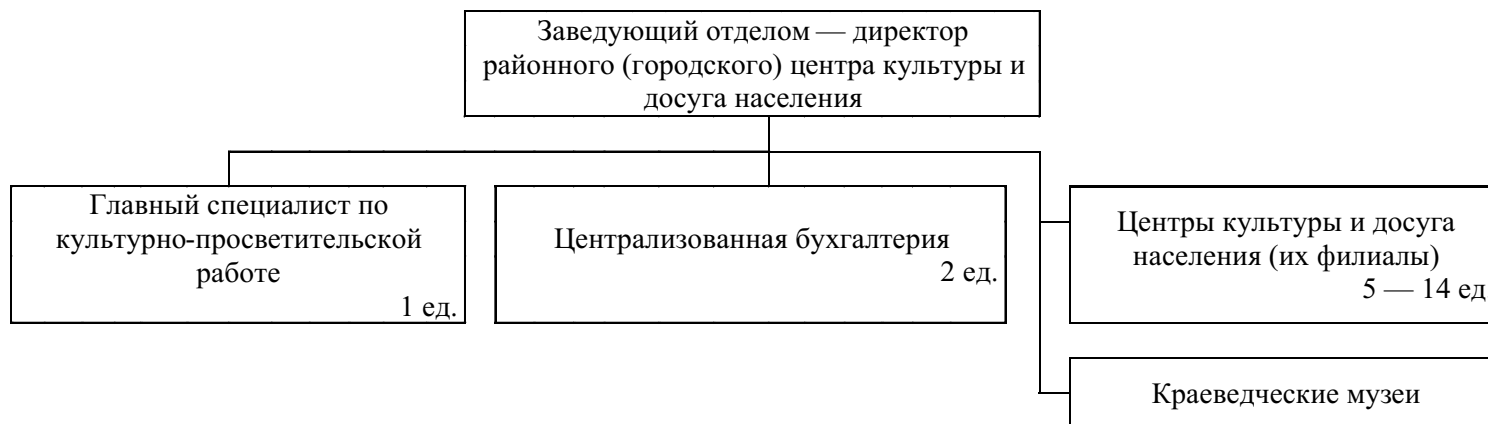 Заведующий отделом — директор
районного (городского) центра культуры и
досуга населения
Главный специалист по
культурно-просветительской
работе
1 ед.
Централизованная бухгалтерия
2 ед.
Центры культуры и досуга
населения (их филиалы)
5 — 14 ед
Краеведческие музеи